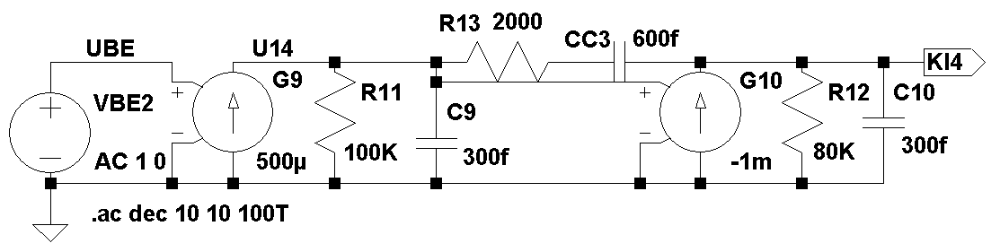 R13 2000
CC3 600f
UBE U14 KI4
G9 G10
R11 R12 C10
VBE2 C9
100K 300f 80K 300f
AC 1 0 500µ -1m
.ac dec 10 10 100T